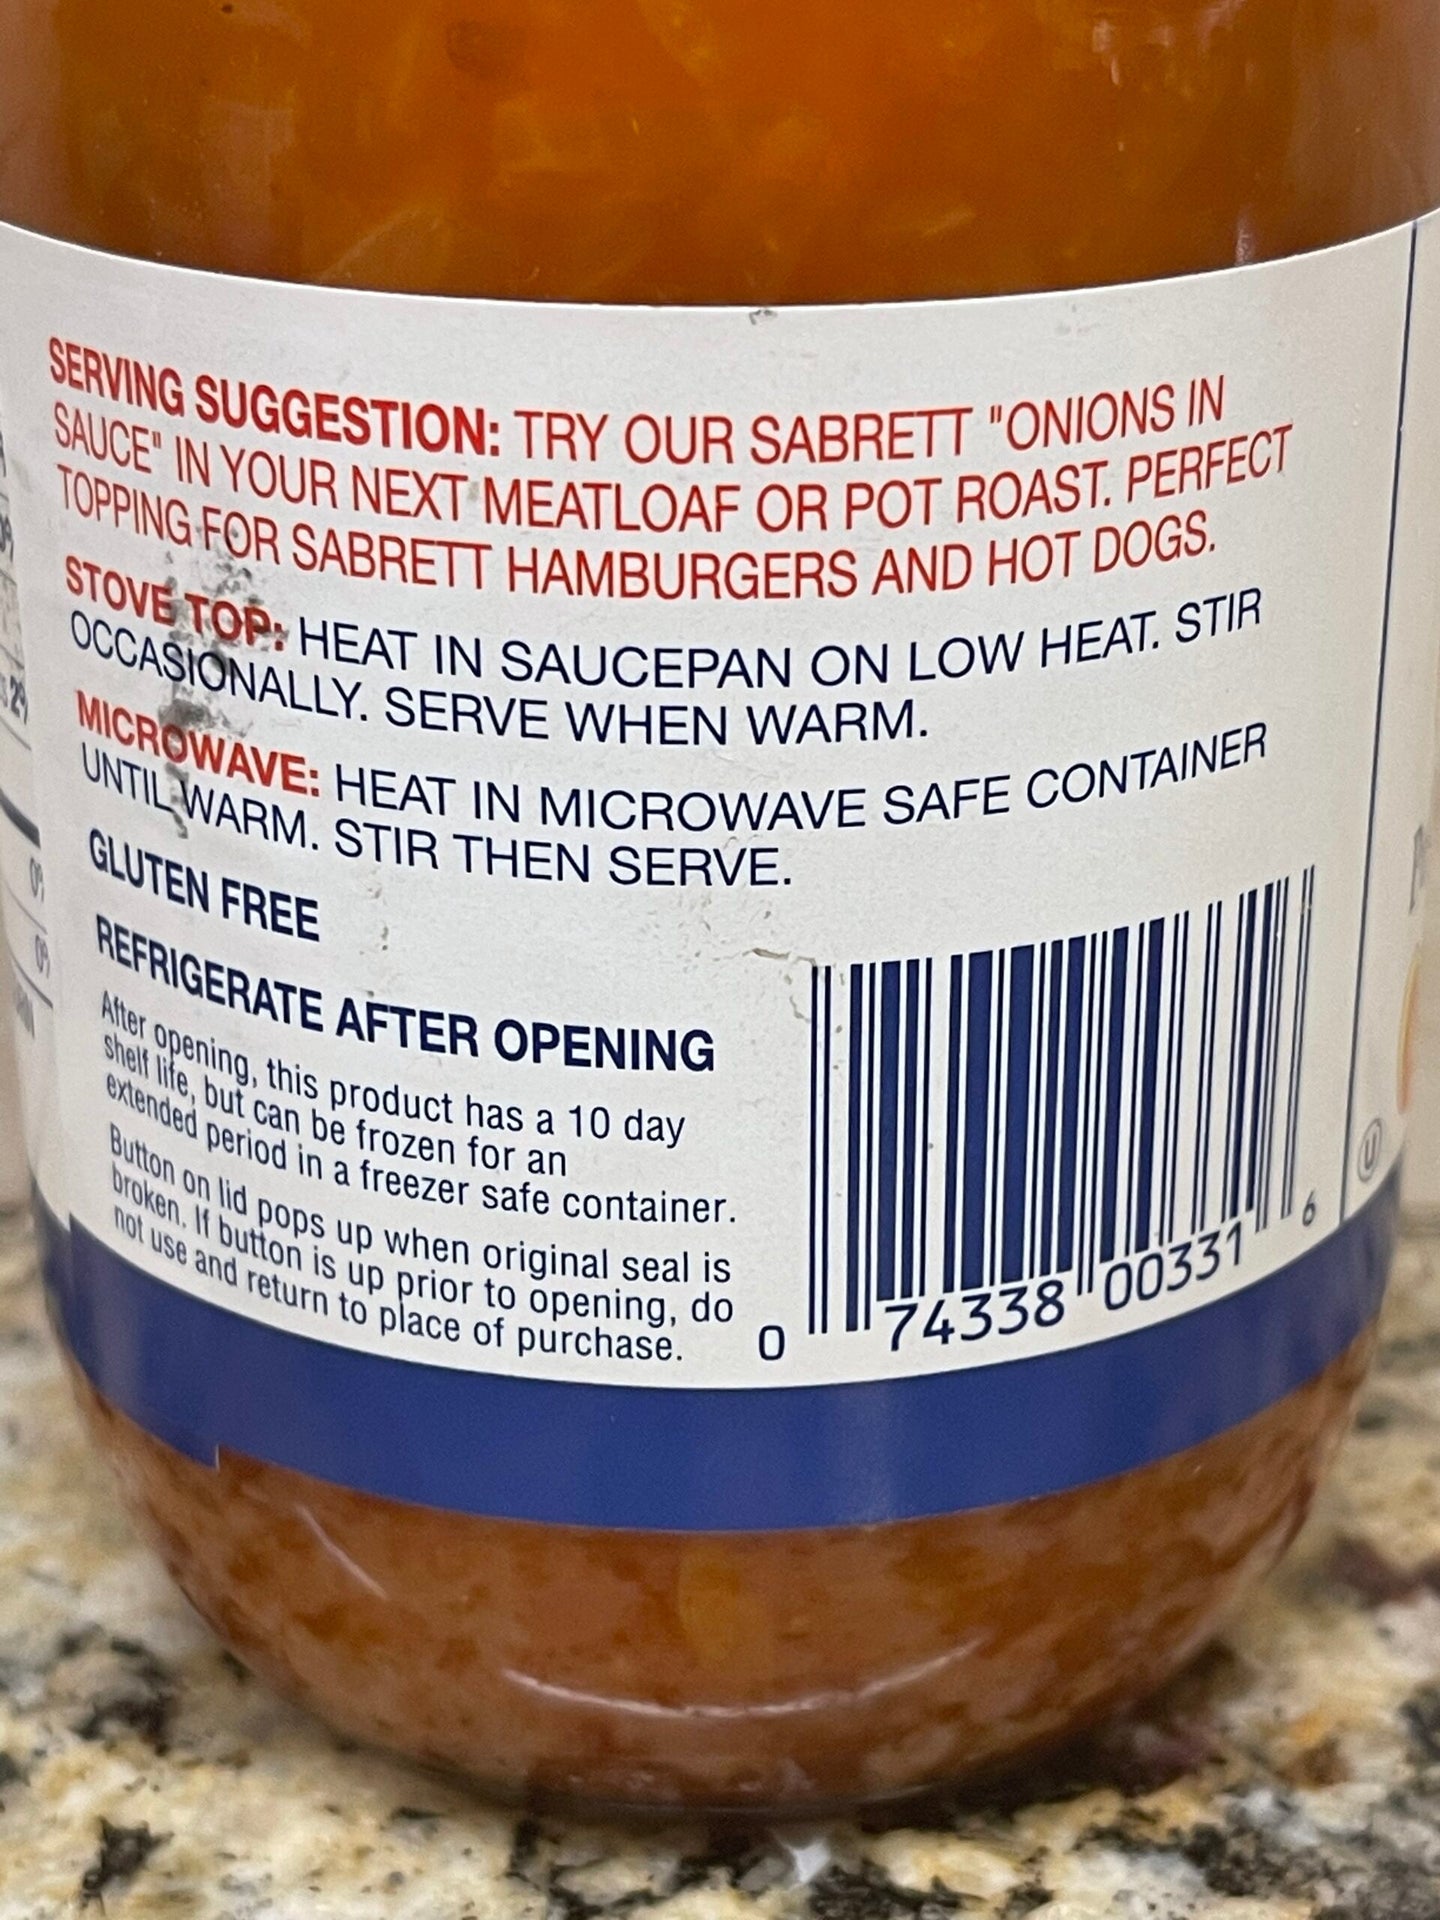 SERVING SUGGESTION: TRY OUR SABRETT "ONIONS IN
SAUCE" IN YOUR NEXT MEATLOAF OR POT ROAST. PERFECT
TOPPING FOR SABRETT HAMBURGERS AND HOT DOGS.
STOVE TOP: HEAT IN SAUCEPAN ON LOW HEAT. STIR
OCCASIONALLY. SERVE WHEN WARM.
MICROWAVE: HEAT IN MICROWAVE SAFE CONTAINER
UNTIL WARM. STIR THEN SERVE.
GLUTEN FREE
REFRIGERATE AFTER OPENING
After opening, this product has a 10 day
shelf life, but can be frozen for an
extended period in a freezer safe container.
Button on lid pops up when original seal is
broken. If button is up prior to opening, do
not use and return to place of purchase.
0 74338 00331 6
U